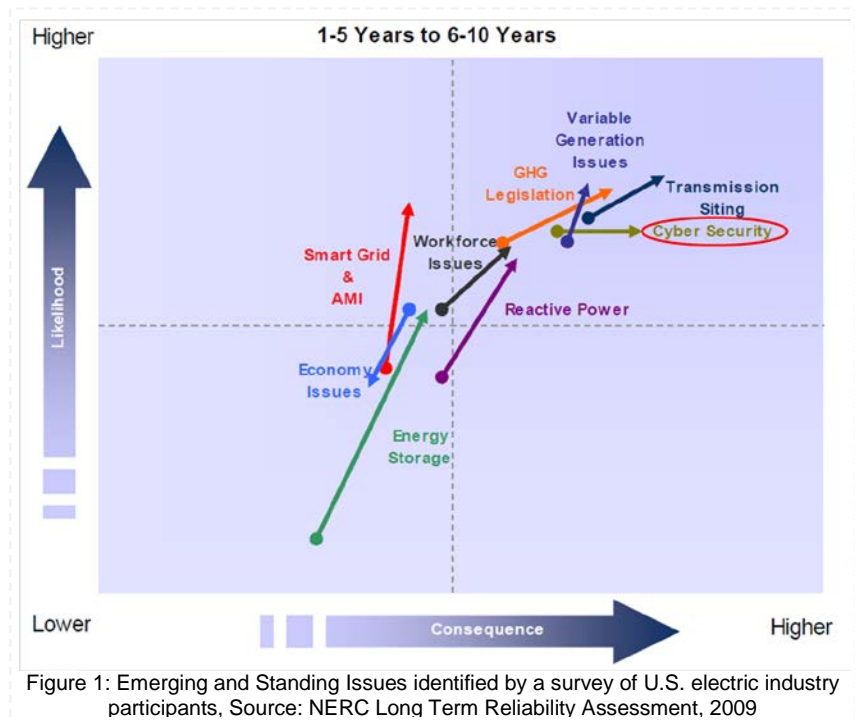 Higher
1-5 Years to 6-10 Years
Variable
Generation
Issues
GHG
Legislation
Transmission
Siting
Cyber Security
Workforce
Issues
Smart Grid
&
AMI
Reactive Power
Economy
Issues
Energy
Storage
Likelihood
Lower
Consequence
Higher
Figure 1: Emerging and Standing Issues identified by a survey of U.S. electric industry
participants, Source: NERC Long Term Reliability Assessment, 2009